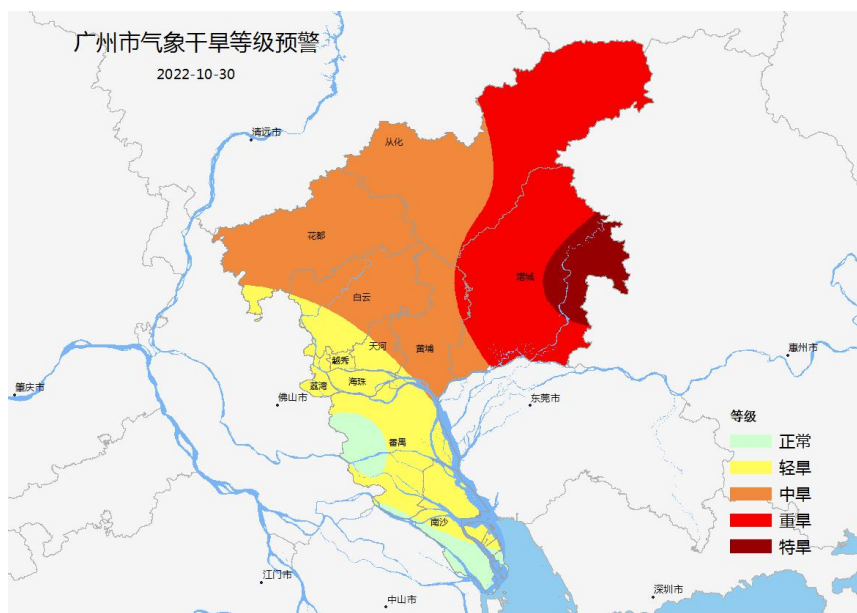 广州市气象干旱等级预警
2022-10-30
从化
清远市
花都
增城
白云
天河
黄埔
越秀
惠州市
荔湾
海珠
肇庆市
佛山市
东莞市
番禺
南沙
江门市
中山市
深圳市
等级
正常
轻旱
中旱
重旱
特旱